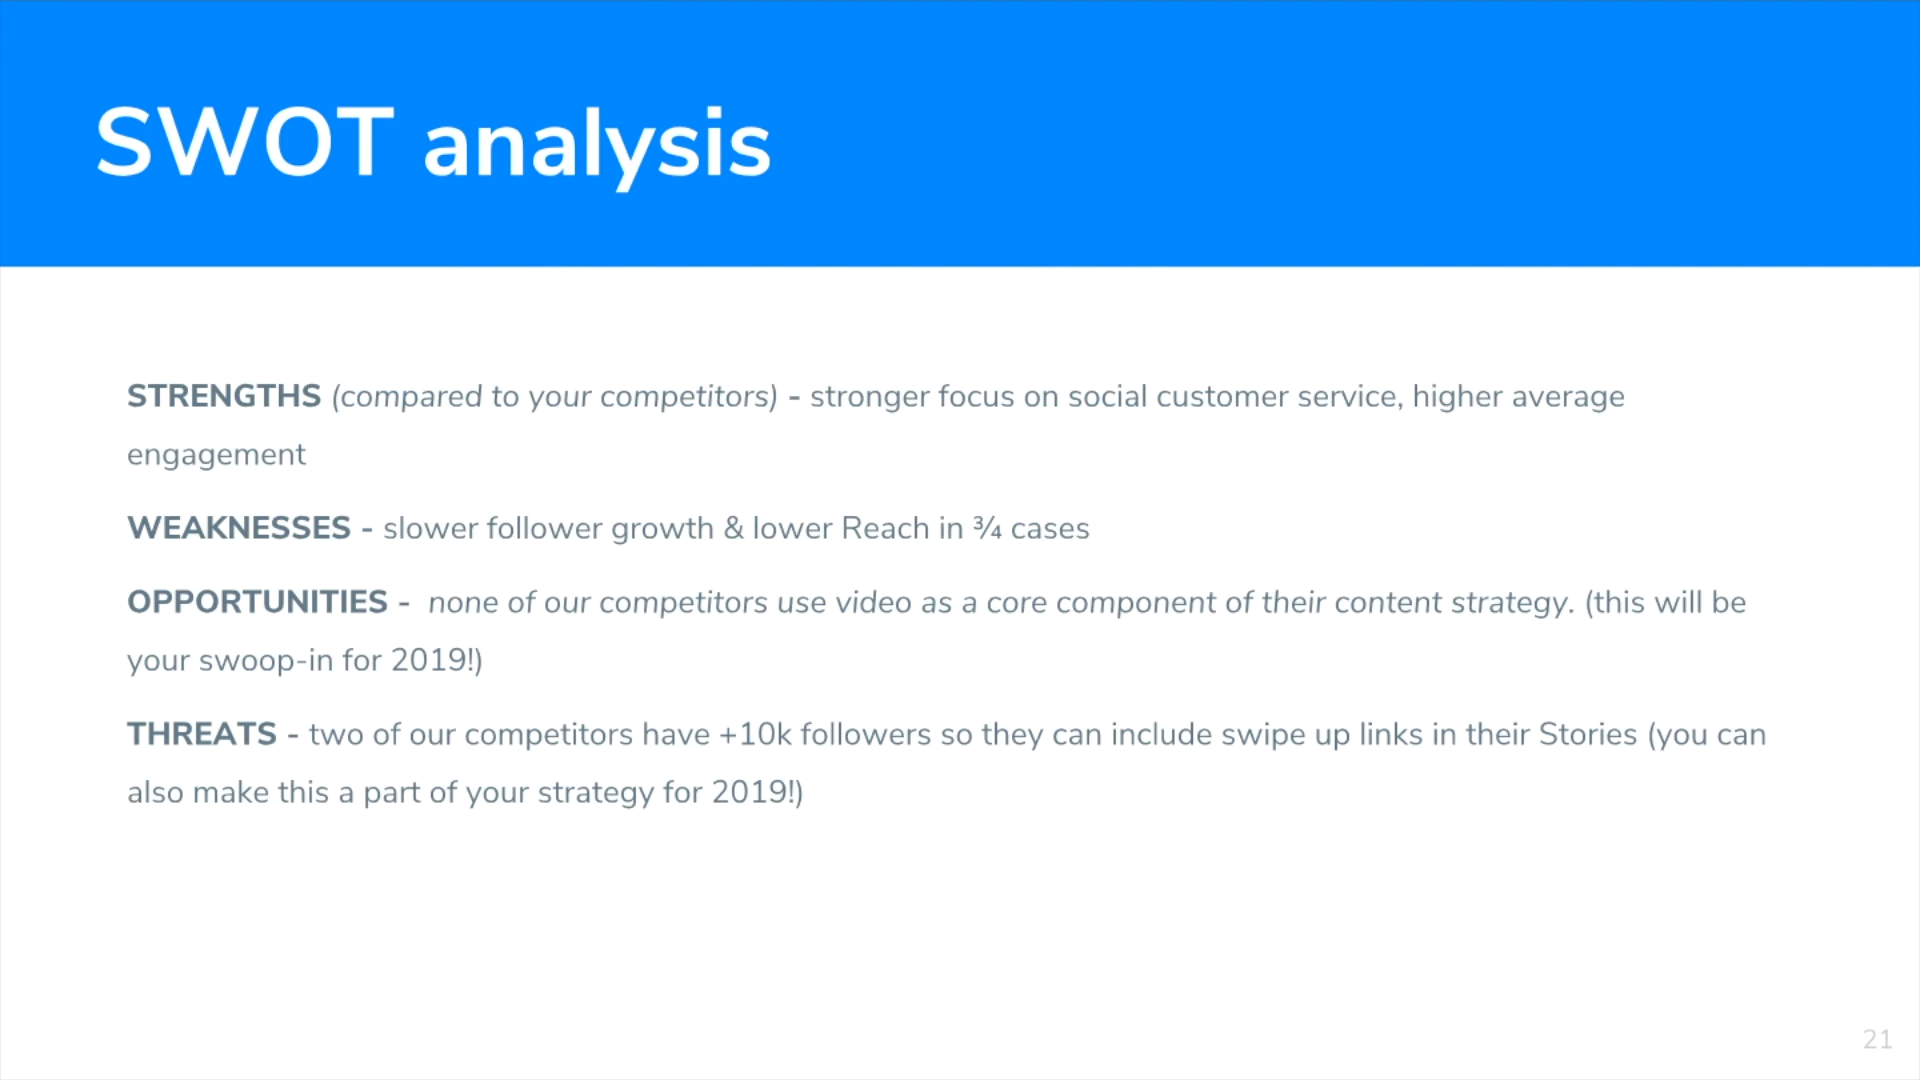 SWOT analysis
STRENGTHS (compared to your competitors) - stronger focus on social customer service, higher average
engagement
WEAKNESSES - slower follower growth & lower Reach in ¾ cases
OPPORTUNITIES - none of our competitors use video as a core component of their content strategy. (this will be
your swoop-in for 2019!)
THREATS - two of our competitors have +10k followers so they can include swipe up links in their Stories (you can
also make this a part of your strategy for 2019!)
21